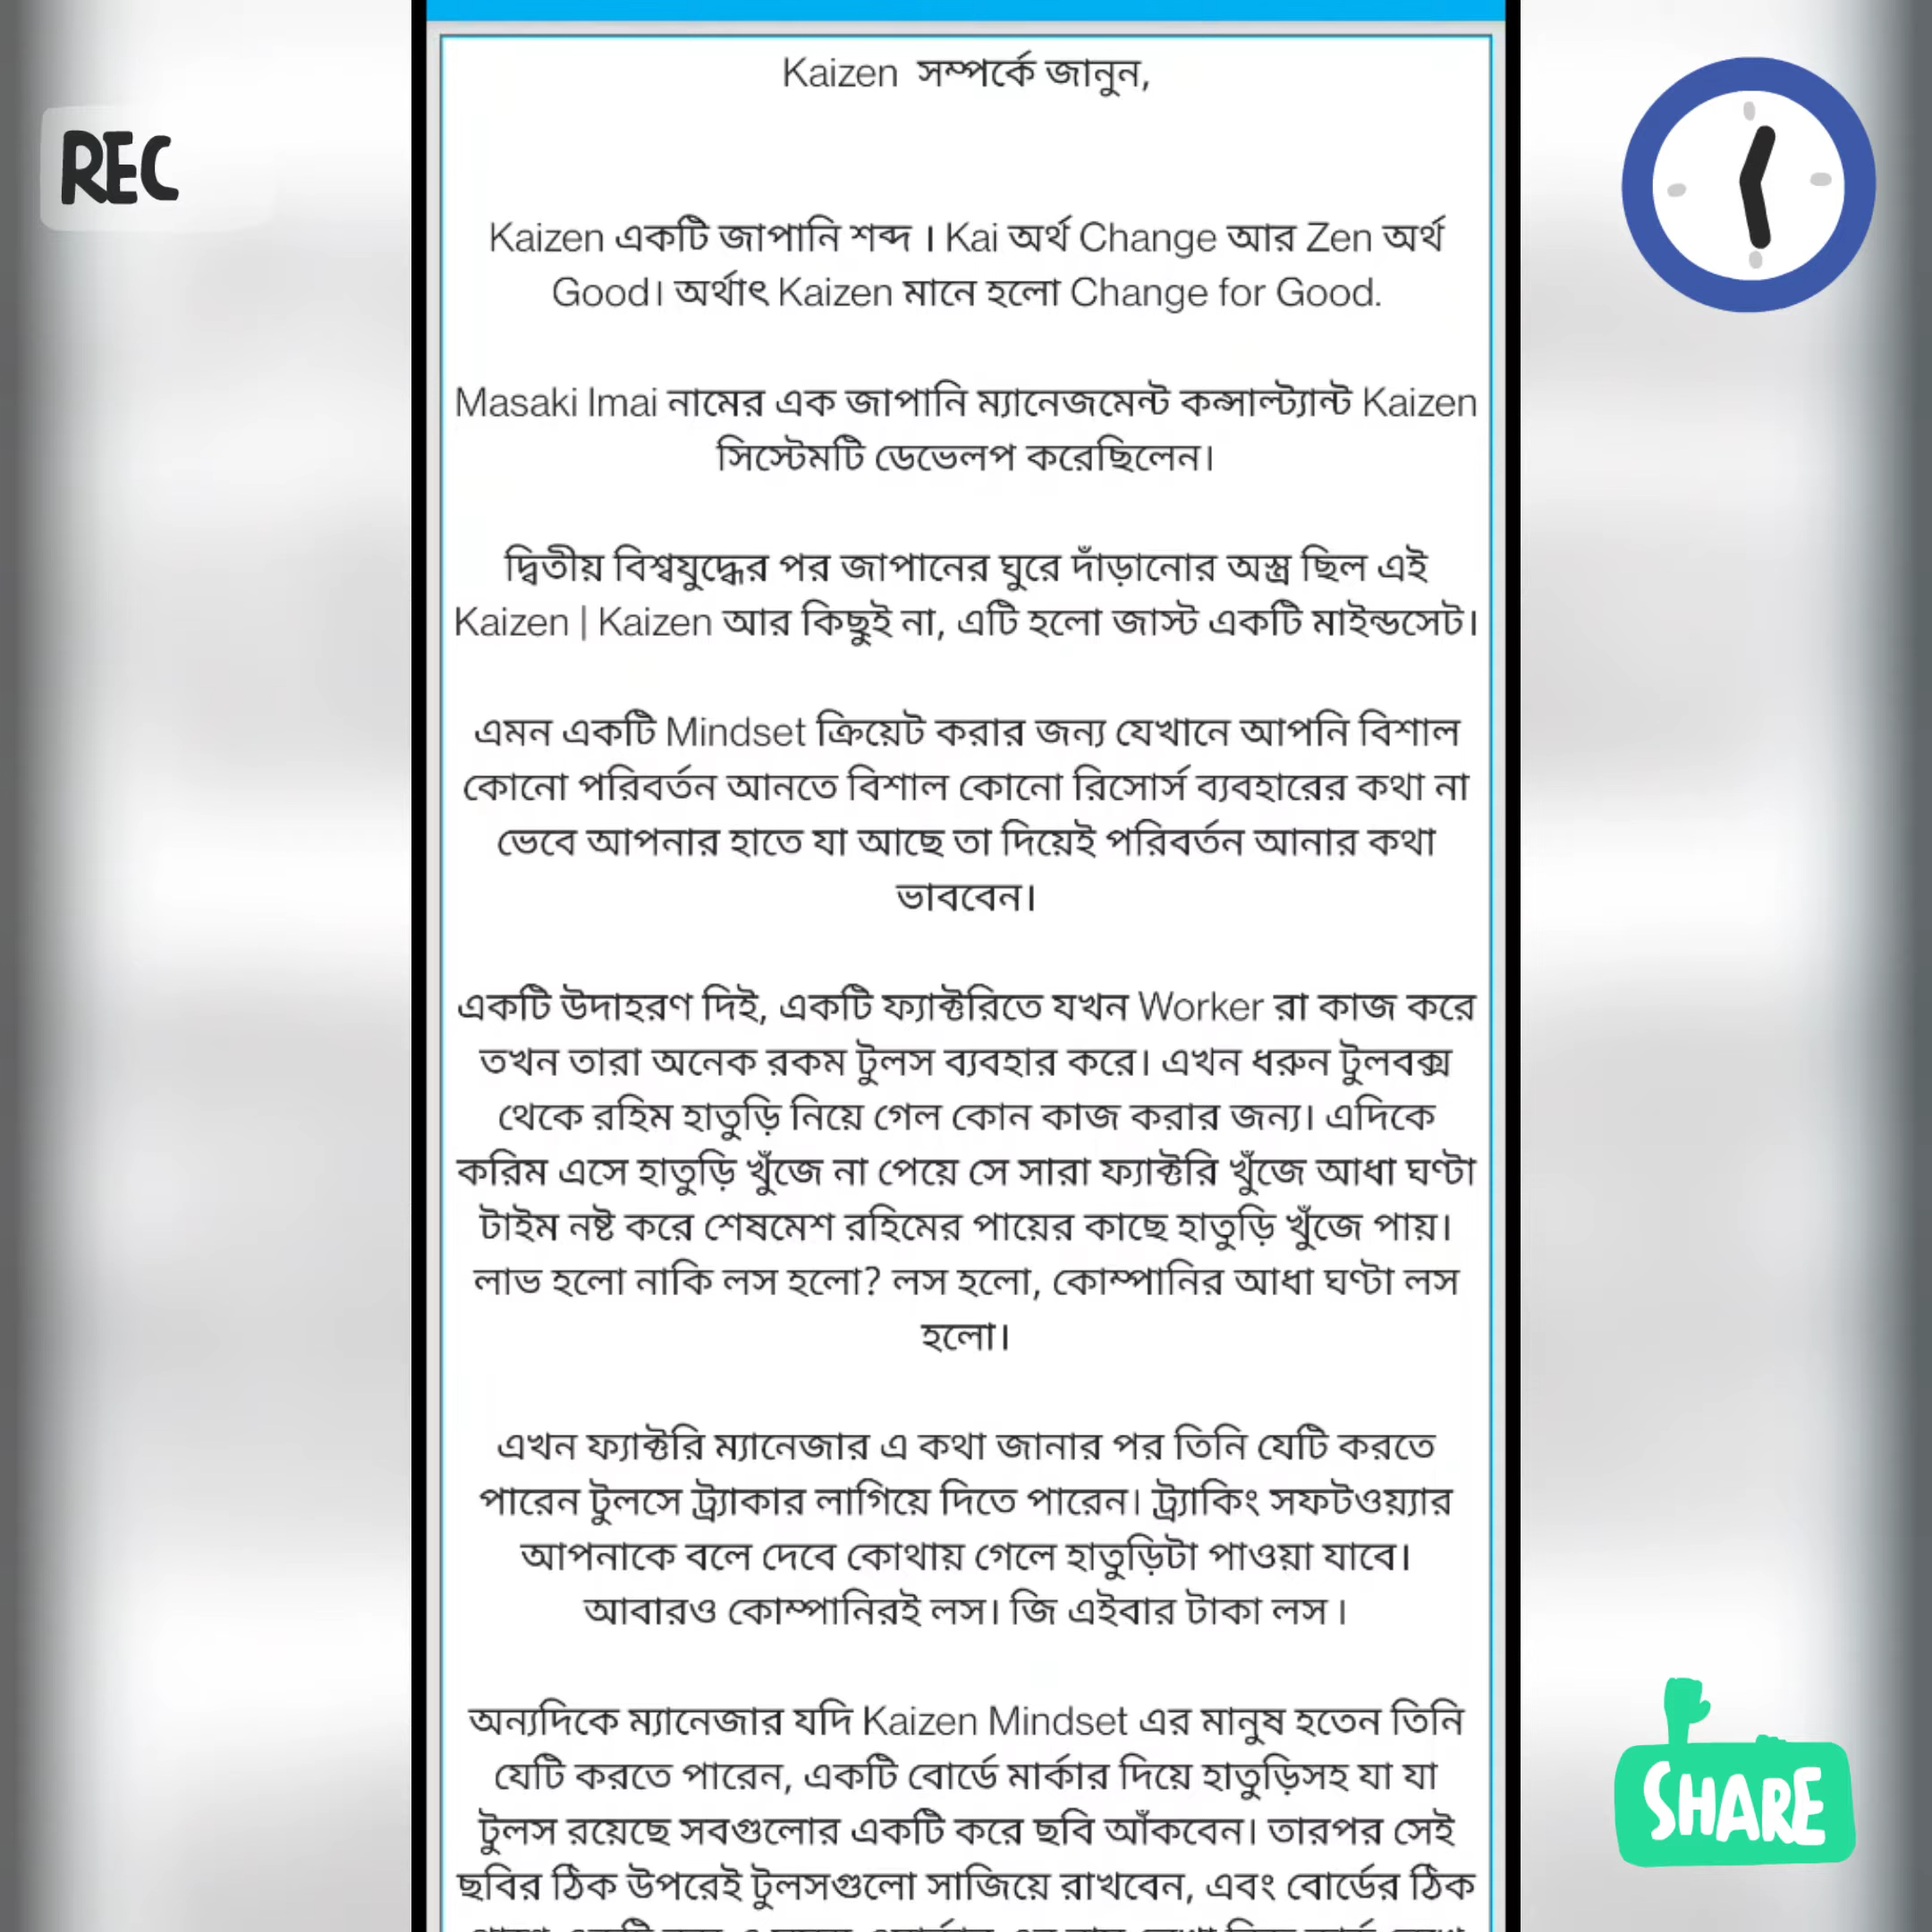 Kaizen সম্পর্কে জানুন,
REC
Kaizen একটি জাপানি শব্দ । Kai অর্থ Change আর Zen অর্থ
Good। অর্থাৎ Kaizen মানে হলো Change for Good.
Masaki Imai নামের এক জাপানি ম্যানেজমেন্ট কন্সাল্ট্যান্ট Kaizen
সিস্টেমটি ডেভেলপ করেছিলেন।
দ্বিতীয় বিশ্বযুদ্ধের পর জাপানের ঘুরে দাঁড়ানোর অস্ত্র ছিল এই
Kaizen | Kaizen আর কিছুই না, এটি হলো জাস্ট একটি মাইন্ডসেট।
এমন একটি Mindset ক্রিয়েট করার জন্য যেখানে আপনি বিশাল
কোনো পরিবর্তন আনতে বিশাল কোনো রিসোর্স ব্যবহারের কথা না
ভেবে আপনার হাতে যা আছে তা দিয়েই পরিবর্তন আনার কথা
ভাববেন।
একটি উদাহরণ দিই, একটি ফ্যাক্টরিতে যখন Worker রা কাজ করে
তখন তারা অনেক রকম টুলস ব্যবহার করে। এখন ধরুন টুলবক্স
থেকে রহিম হাতুড়ি নিয়ে গেল কোন কাজ করার জন্য। এদিকে
করিম এসে হাতুড়ি খুঁজে না পেয়ে সে সারা ফ্যাক্টরি খুঁজে আধা ঘণ্টা
টাইম নষ্ট করে শেষমেশ রহিমের পায়ের কাছে হাতুড়ি খুঁজে পায়।
লাভ হলো নাকি লস হলো? লস হলো, কোম্পানির আধা ঘণ্টা লস
হলো।
এখন ফ্যাক্টরি ম্যানেজার এ কথা জানার পর তিনি যেটি করতে
পারেন টুলসে ট্র্যাকার লাগিয়ে দিতে পারেন। ট্র্যাকিং সফটওয়্যার
আপনাকে বলে দেবে কোথায় গেলে হাতুড়িটা পাওয়া যাবে।
আবারও কোম্পানিরই লস। জি এইবার টাকা লস ।
অন্যদিকে ম্যানেজার যদি Kaizen Mindset এর মানুষ হতেন তিনি
যেটি করতে পারেন, একটি বোর্ডে মার্কার দিয়ে হাতুড়িসহ যা যা
টুলস রয়েছে সবগুলোর একটি করে ছবি আঁকবেন। তারপর সেই
ছবির ঠিক উপরেই টুলসগুলো সাজিয়ে রাখবেন, এবং বোর্ডের ঠিক
SHARE